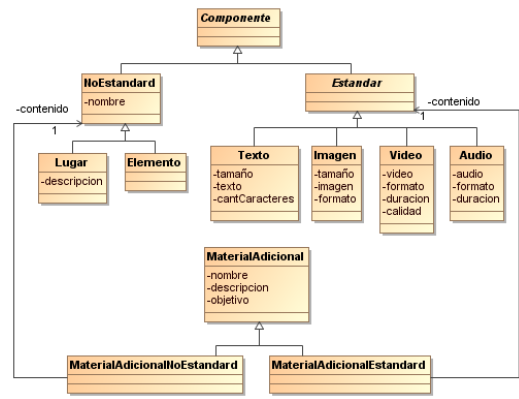 Componente
NoEstandard
-nombre
Estandar
-contenido
1
-contenido
1
Lugar
-descripcion
Elemento
Texto
-tamaño
-texto
-cantCaracteres
Imagen
-tamaño
-imagen
-formato
Video
-video
-formato
-duracion
-calidad
Audio
-audio
-formato
-duracion
MaterialAdicional
-nombre
-descripcion
-objetivo
MaterialAdicionalNoEstandard
MaterialAdicionalEstandard